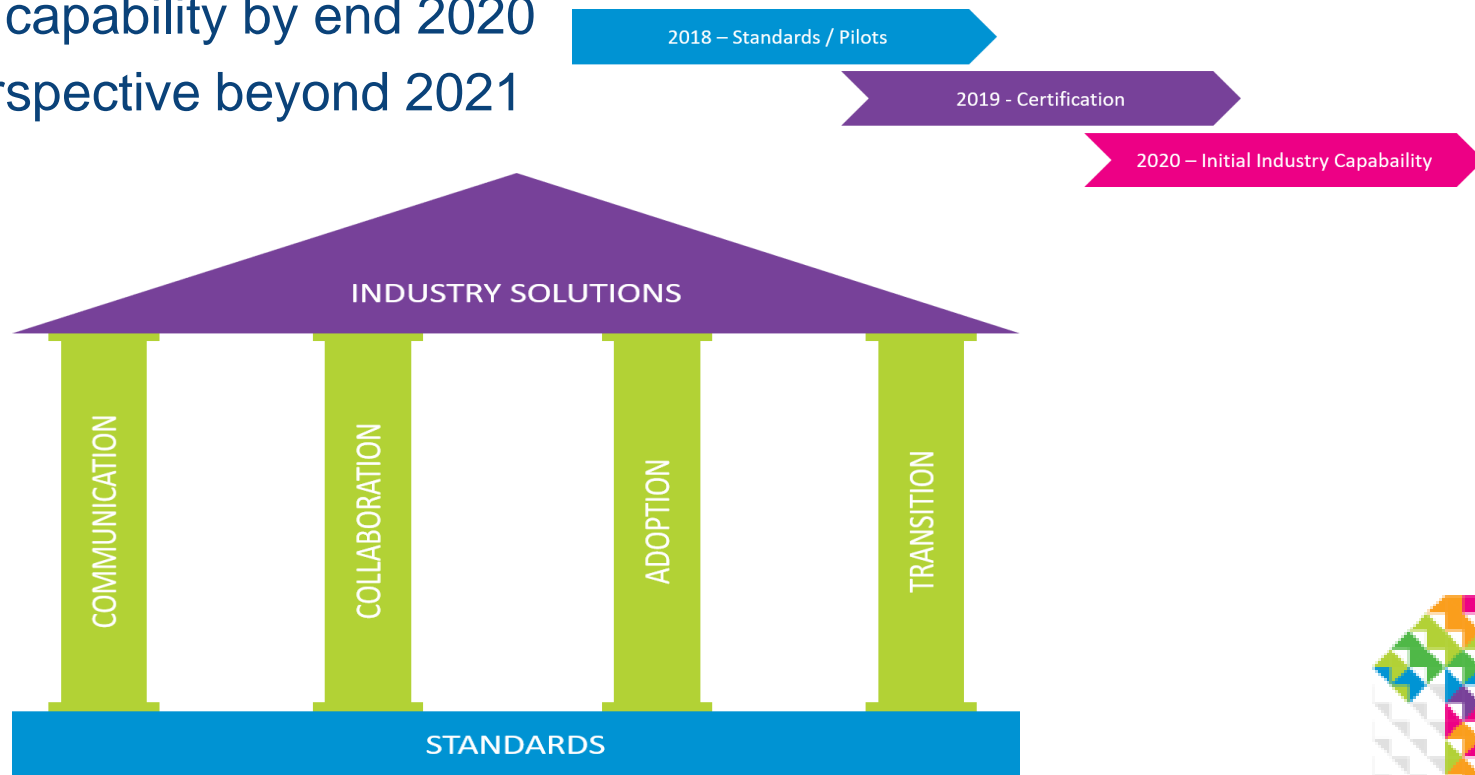 capability by end 2020
rspective beyond 2021
2018 – Standards / Pilots
2019 - Certification
2020 – Initial Industry Capabaility
INDUSTRY SOLUTIONS
COMMUNICATION
COLLABORATION
ADOPTION
TRANSITION
STANDARDS